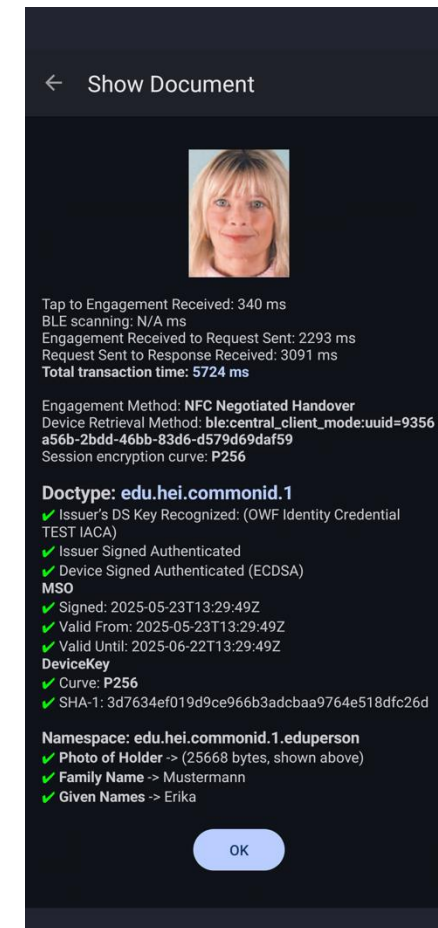 ← Show Document
Tap to Engagement Received: 340 ms
BLE scanning: N/A ms
Engagement Received to Request Sent: 2293 ms
Request Sent to Response Received: 3091 ms
Total transaction time: 5724 ms
Engagement Method: NFC Negotiated Handover
Device Retrieval Method: ble:central_client_mode:uuid=9356
a56b-2bdd-46bb-83d6-d579d69daf59
Session encryption curve: P256
Doctype: edu.hei.commonid.1
✔ Issuer's DS Key Recognized: (OWF Identity Credential
TEST IACA)
✔ Issuer Signed Authenticated
✔ Device Signed Authenticated (ECDSA)
MSO
✔ Signed: 2025-05-23T13:29:49Z
✔ Valid From: 2025-05-23T13:29:49Z
✔ Valid Until: 2025-06-22T13:29:49Z
DeviceKey
✔ Curve: P256
✔ SHA-1: 3d7634ef019d9ce966b3adcbaa9764e518dfc26d
Namespace: edu.hei.commonid.1.eduperson
✔ Photo of Holder -> (25668 bytes, shown above)
✔ Family Name -> Mustermann
✔ Given Names -> Erika
OK